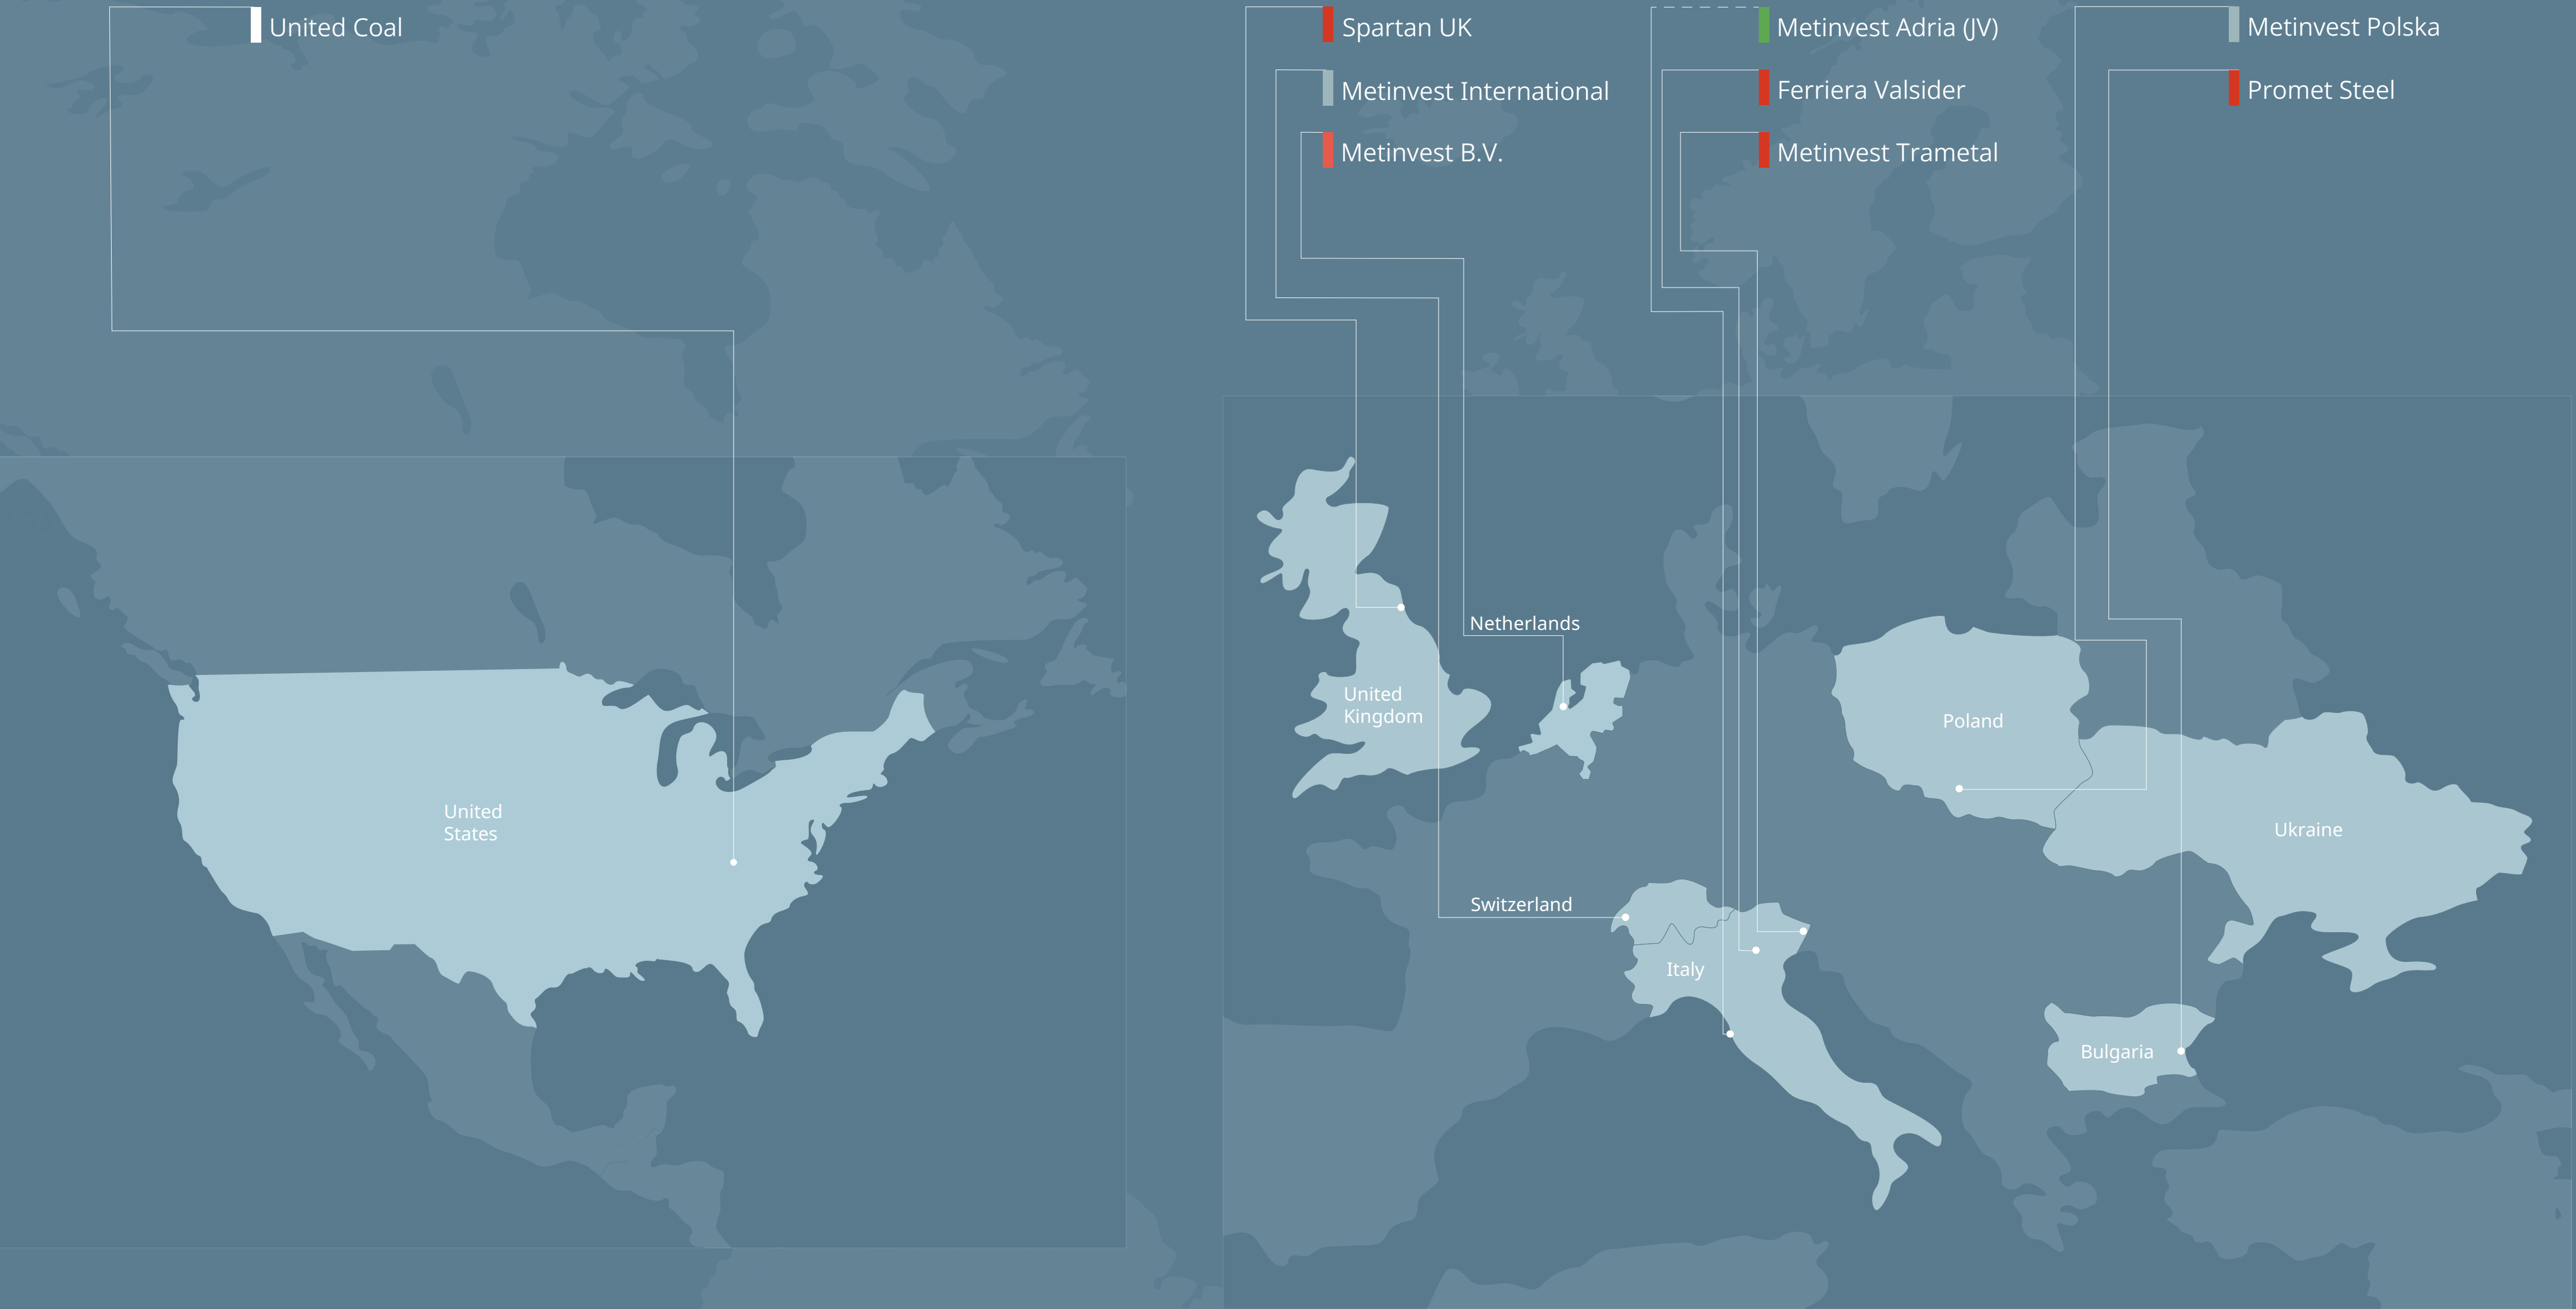 United Coal
Spartan UK
Metinvest International
Metinvest B.V.
Metinvest Adria (JV)
Ferriera Valsider
Metinvest Trametal
Metinvest Polska
Promet Steel
United
States
United
Kingdom
Netherlands
Switzerland
Italy
Poland
Ukraine
Bulgaria